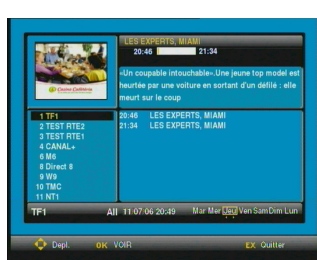 LES EXPERTS, MIAMI
20:46 21:34
Casino Cafétéria
«Un coupable intouchable».Une jeune top model est
heurtée par une voiture en sortant d'un défilé : elle
meurt sur le coup
1 TF1
2 TEST RTE2
3 TEST RTE1
4 CANAL+
6 M6
8 Direct 8
9 W9
10 TMC
11 NT1
20:46 LES EXPERTS, MIAMI
21:34 LES EXPERTS, MIAMI
TF1 All 11.07.06 20:49 Mar Mer Jeu Ven Sam Dim Lun
Depl. OK VOIR EX Quitter